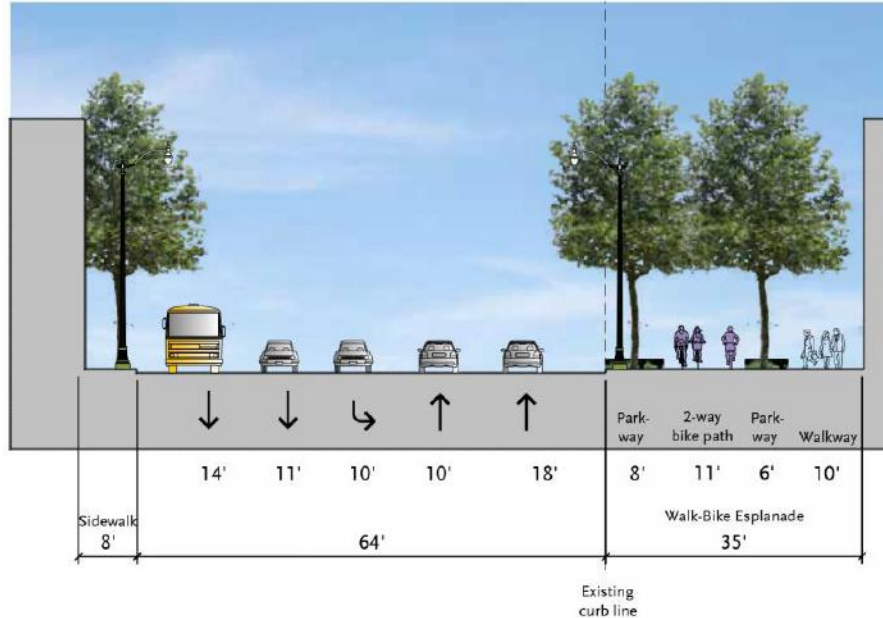 Park-
way
2-way
bike path
Park-
way
Walkway
14'
11'
10'
10'
18'
8'
11'
6'
10'
Sidewalk
8'
64'
Walk-Bike Esplanade
35'
Existing
curb line